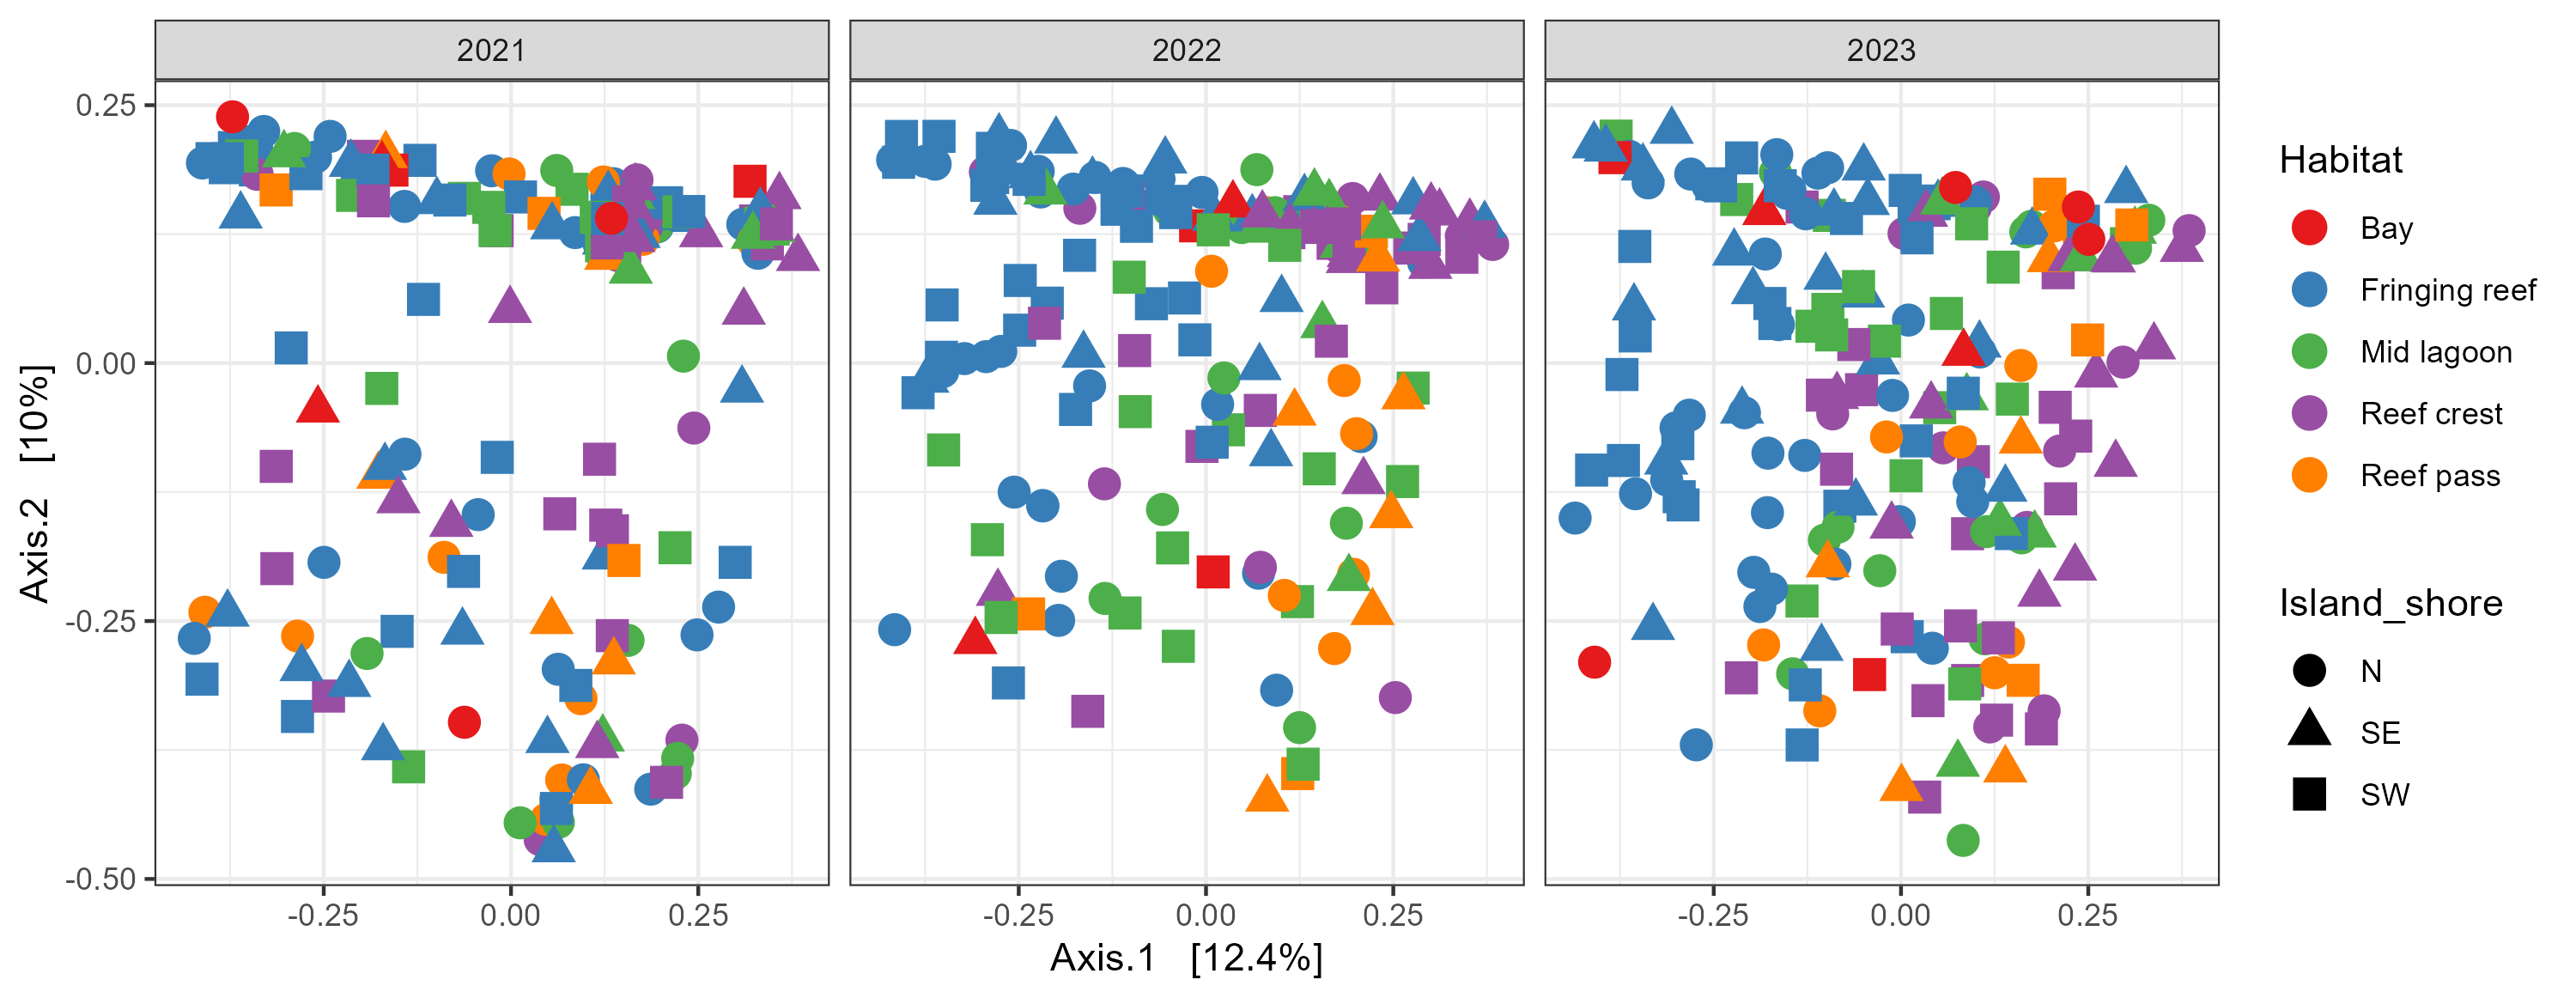 2021 2022 2023
0.25
0.00
-0.25
-0.50
Axis.2 [10%]
-0.25 0.00 0.25 -0.25 0.00 0.25 -0.25 0.00 0.25
Axis.1 [12.4%]
Habitat
Bay
Fringing reef
Mid lagoon
Reef crest
Reef pass
Island_shore
N
SE
SW